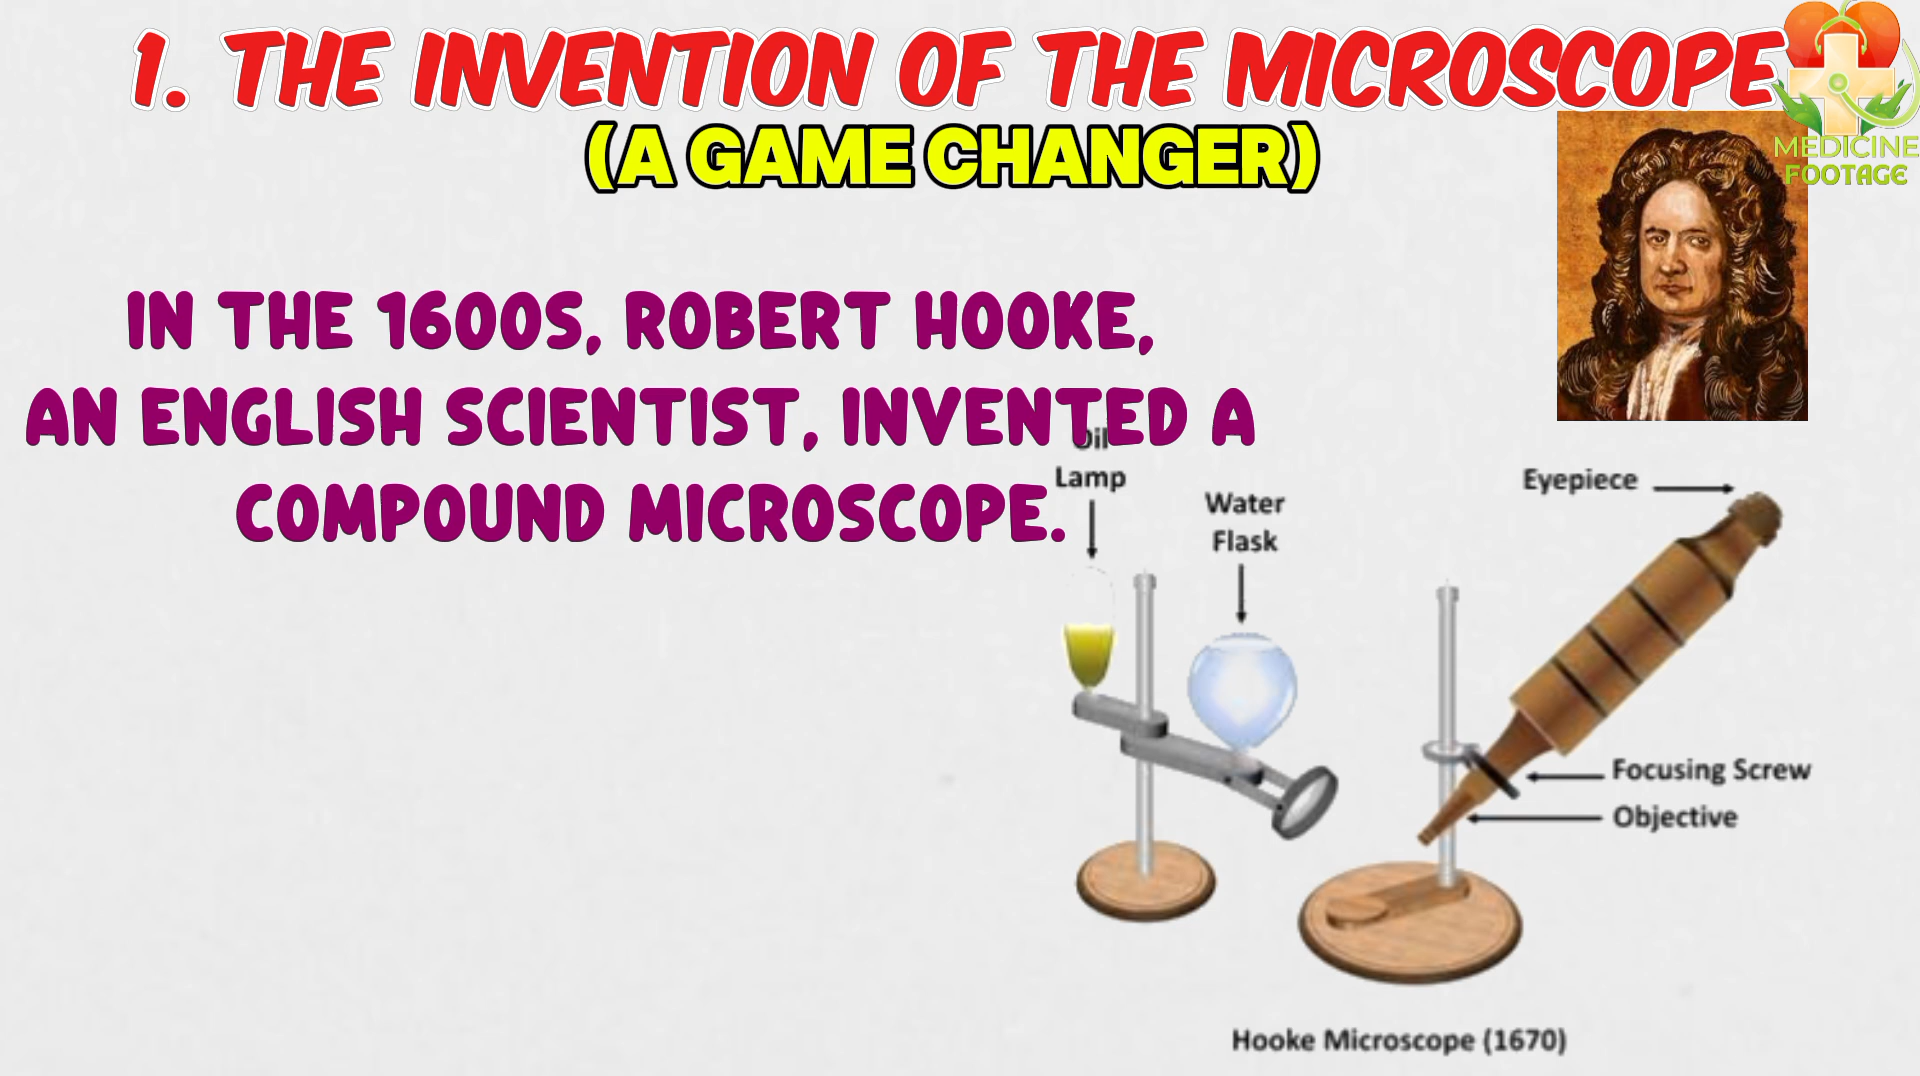 1. THE INVENTION OF THE MICROSCOPE
(A GAME CHANGER)
MEDICINE
FOOTAGE
IN THE 1600S, ROBERT HOOKE,
AN ENGLISH SCIENTIST, INVENTED A
COMPOUND MICROSCOPE.
Oil
Lamp
Water
Flask
Eyepiece
Focusing Screw
Objective
Hooke Microscope (1670)